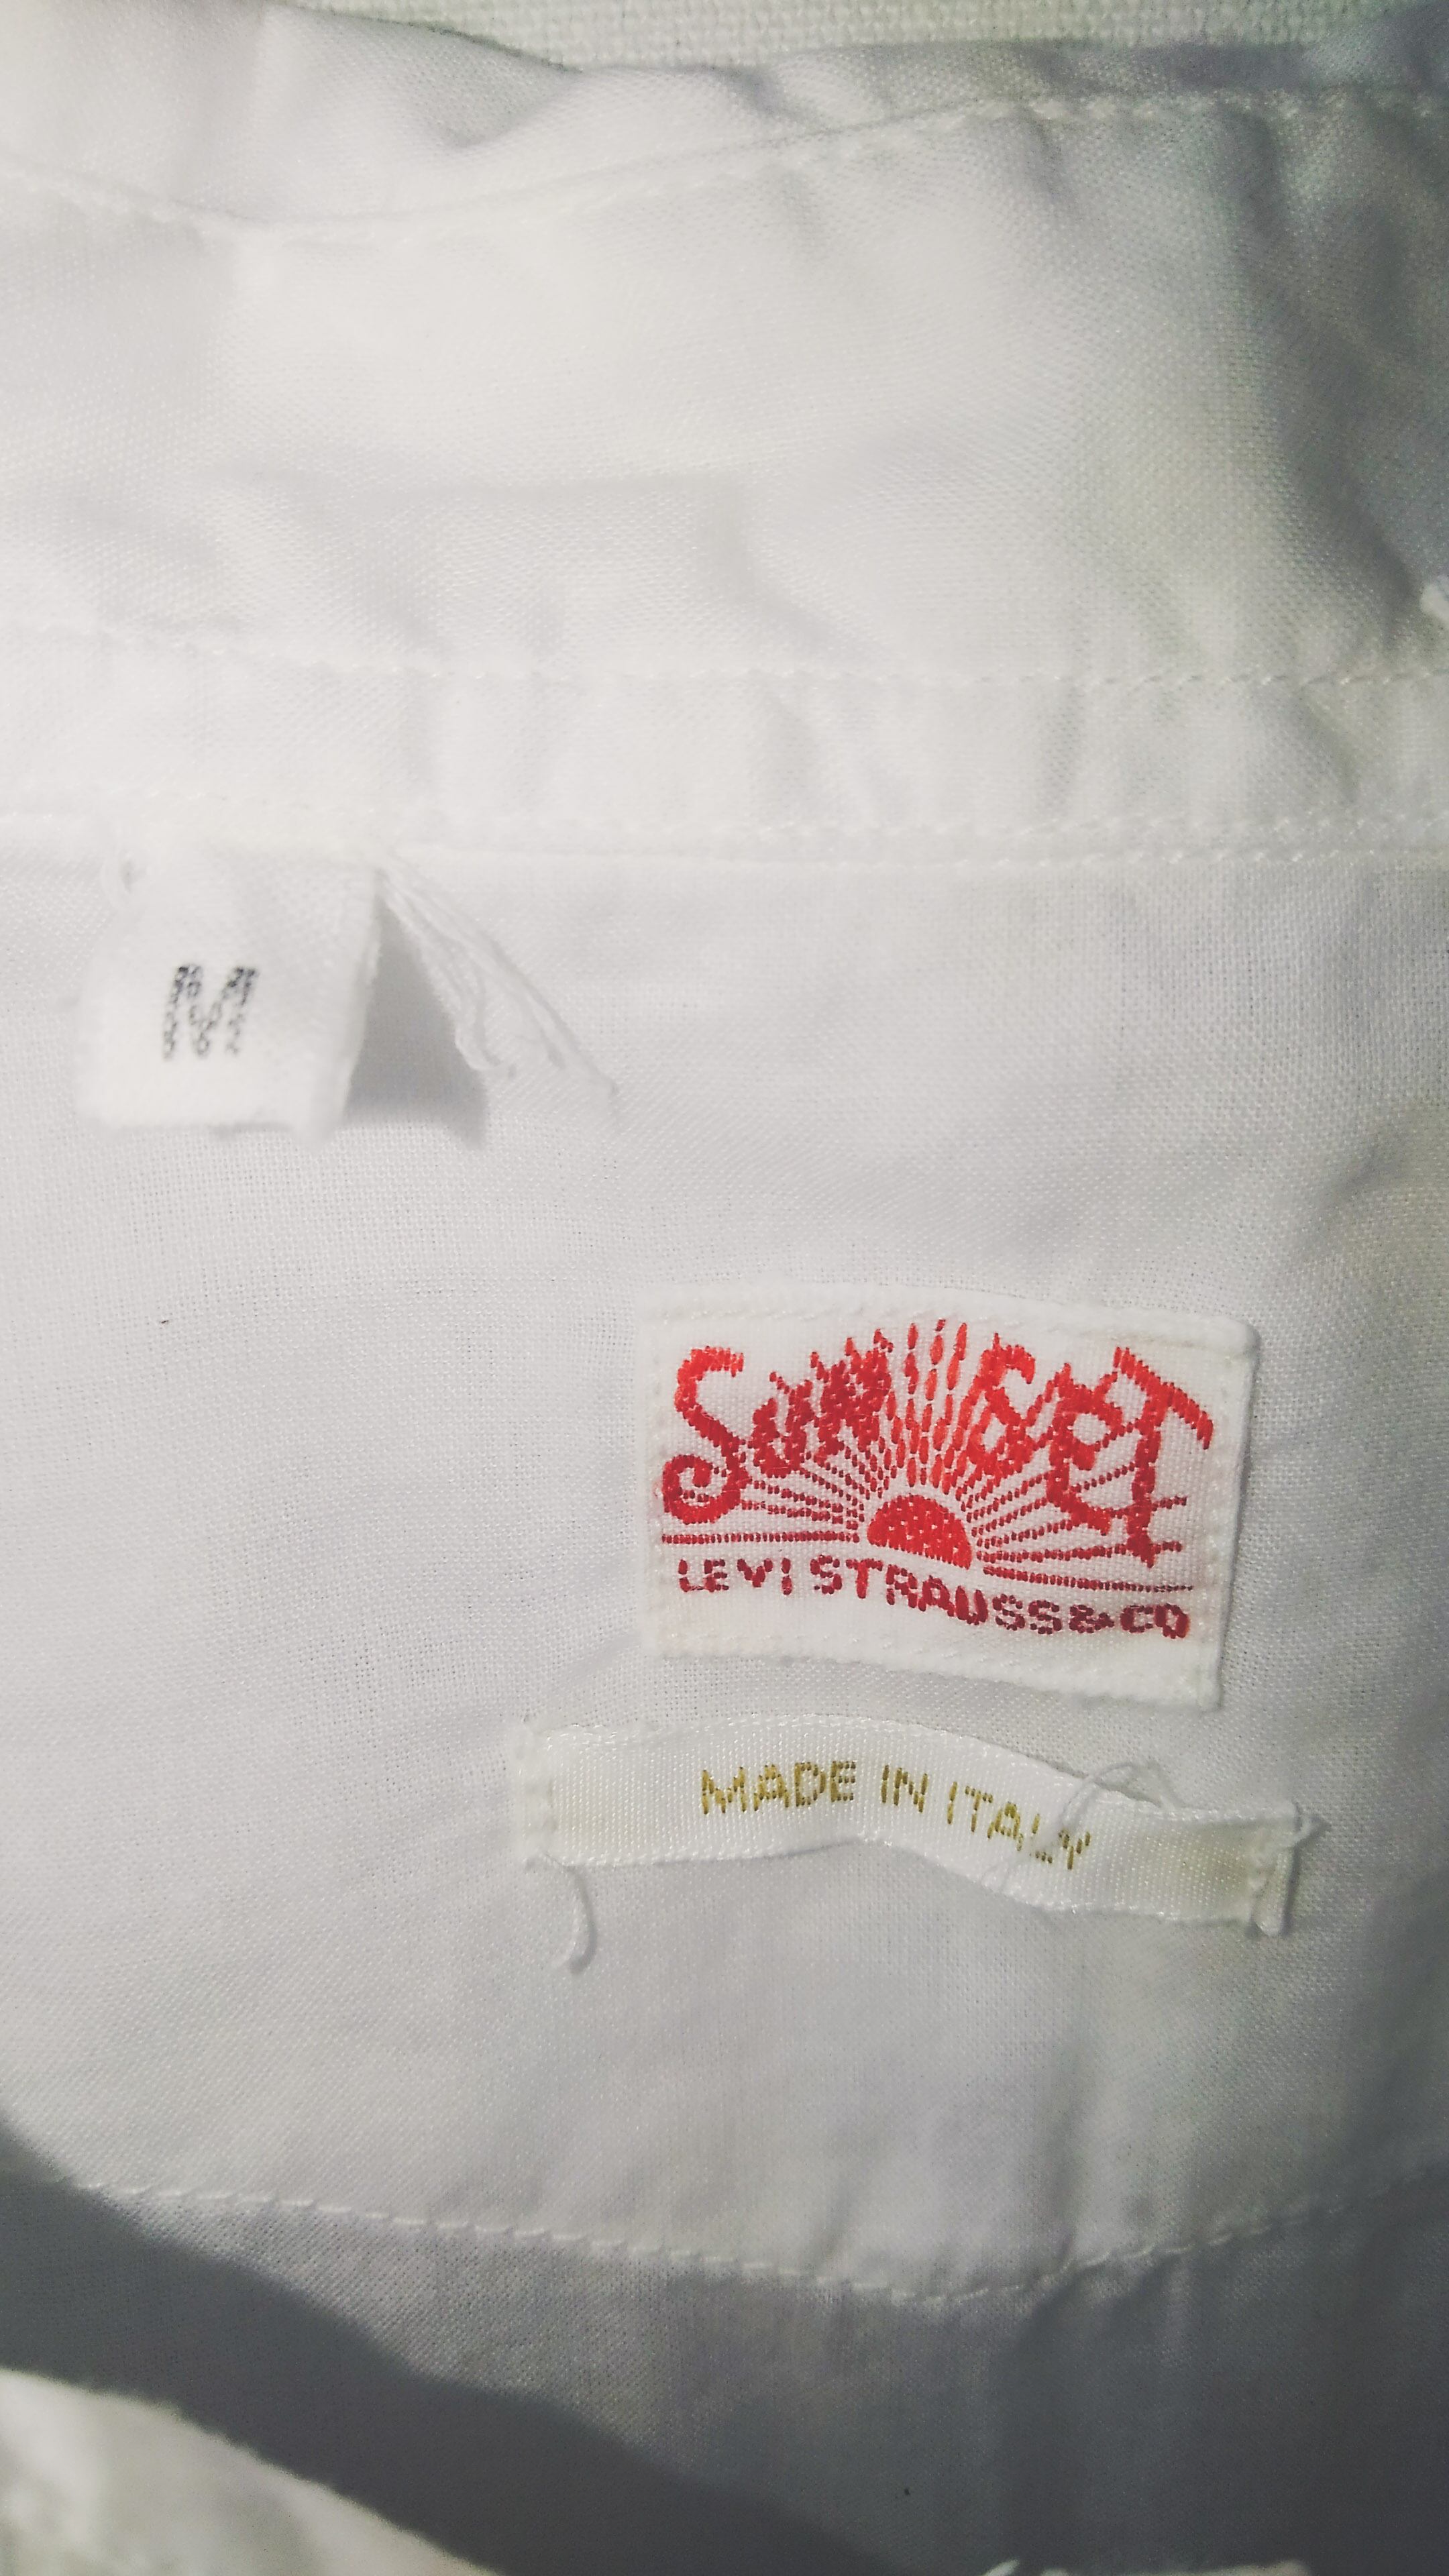 M
SUNSET
LEVI STRAUSS & CO
MADE IN ITALY